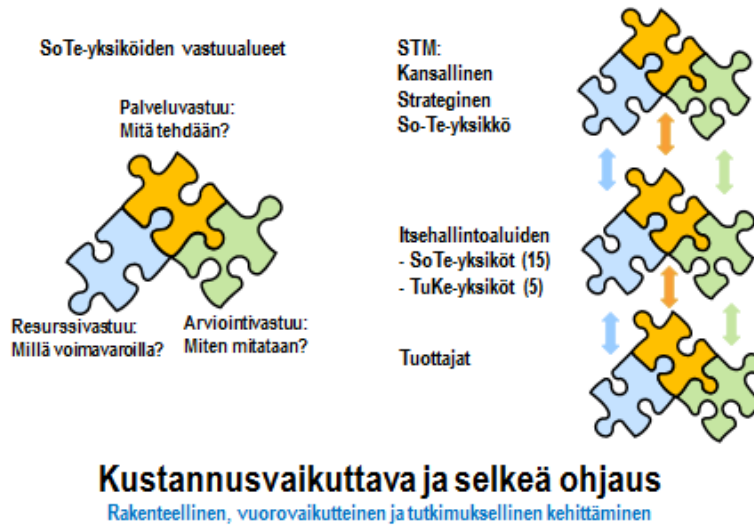 SoTe-yksiköiden vastuualueet
Palveluvastuu:
Mitä tehdään?
Resurssivastuu:
Millä voimavaroilla?
Arviointivastuu:
Miten mitataan?
STM:
Kansallinen
Strateginen
So-Te-yksikkö
Itsehallintoaluiden
- SoTe-yksiköt (15)
- TuKe-yksiköt (5)
Tuottajat
Kustannusvaikuttava ja selkeä ohjaus
Rakenteellinen, vuorovaikutteinen ja tutkimuksellinen kehittäminen